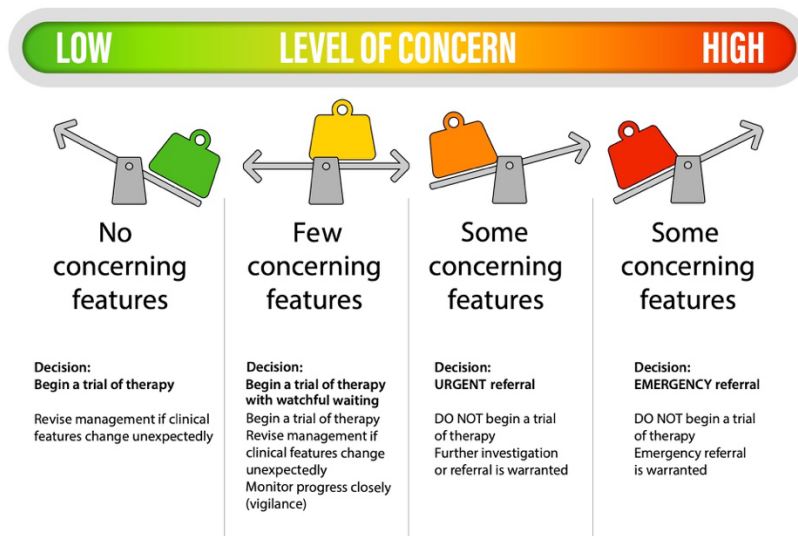 LOW
LEVEL OF CONCERN
HIGH
No
concerning
features
Decision:
Begin a trial of therapy
Revise management if clinical
features change unexpectedly
Few
concerning
features
Decision:
Begin a trial of therapy
with watchful waiting
Begin a trial of therapy
Revise management if
clinical features change
unexpectedly
Monitor progress closely
(vigilance)
Some
concerning
features
Decision:
URGENT referral
DO NOT begin a trial
of therapy
Further investigation
or referral is warranted
Some
concerning
features
Decision:
EMERGENCY referral
DO NOT begin a trial
of therapy
Emergency referral
is warranted